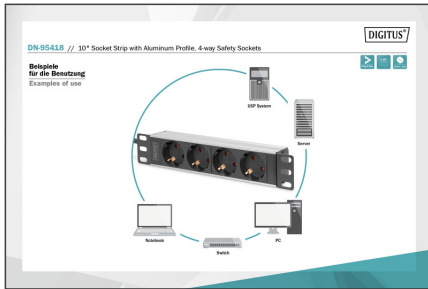 DIGITUS®
DN-95418 // 10" Socket Strip with Aluminum Profile, 4-way Safety Sockets
Beispiele
für die Benutzung
Examples of use
USP System
Server
Notebook
Switch
PC